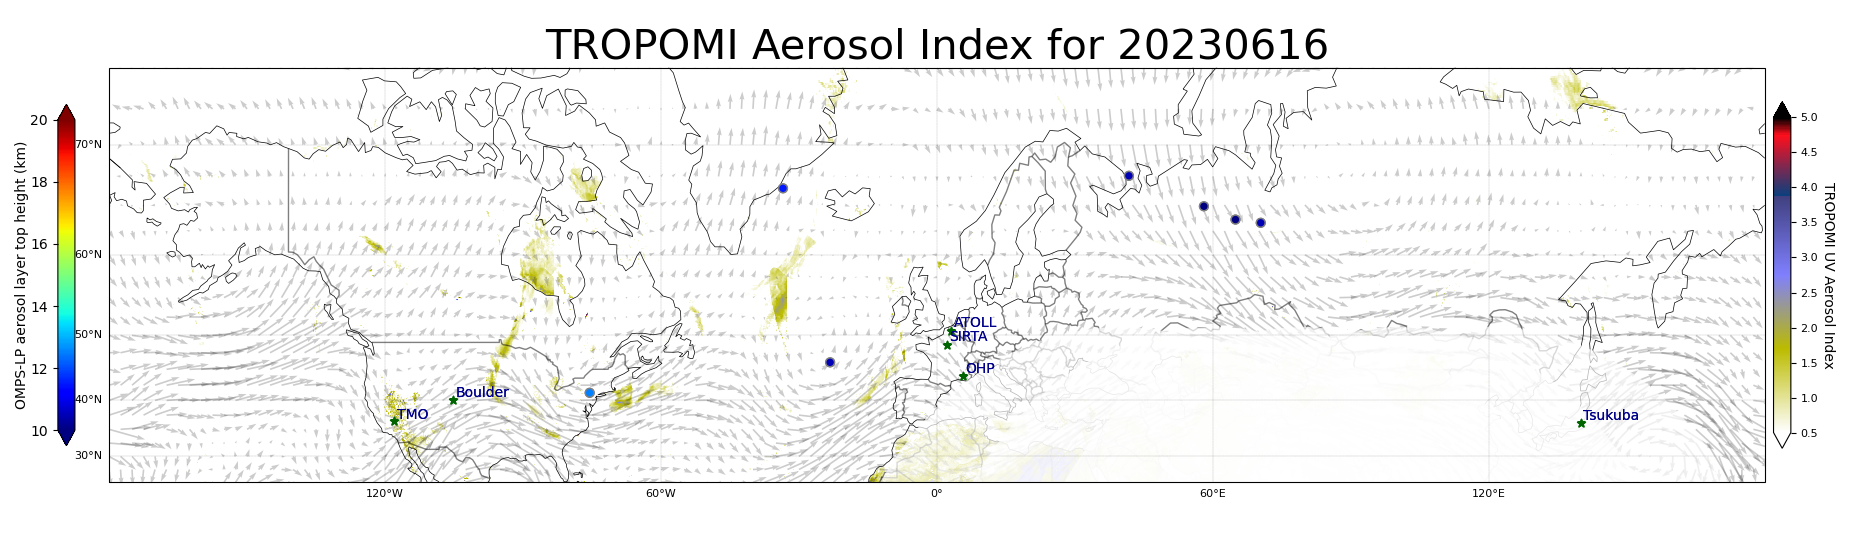 TROPOMI Aerosol Index for 20230616
OMPS-LP aerosol layer top height (km)
20
18
16
14
12
10
70°N
60°N
50°N
40°N
30°N
120°W
60°W
0°
60°E
120°E
ATOLL
SIRTA
OHP
Boulder
TMO
Tsukuba
5.0
4.5
4.0
3.5
3.0
2.5
2.0
1.5
1.0
0.5
TROPOMI UV Aerosol Index